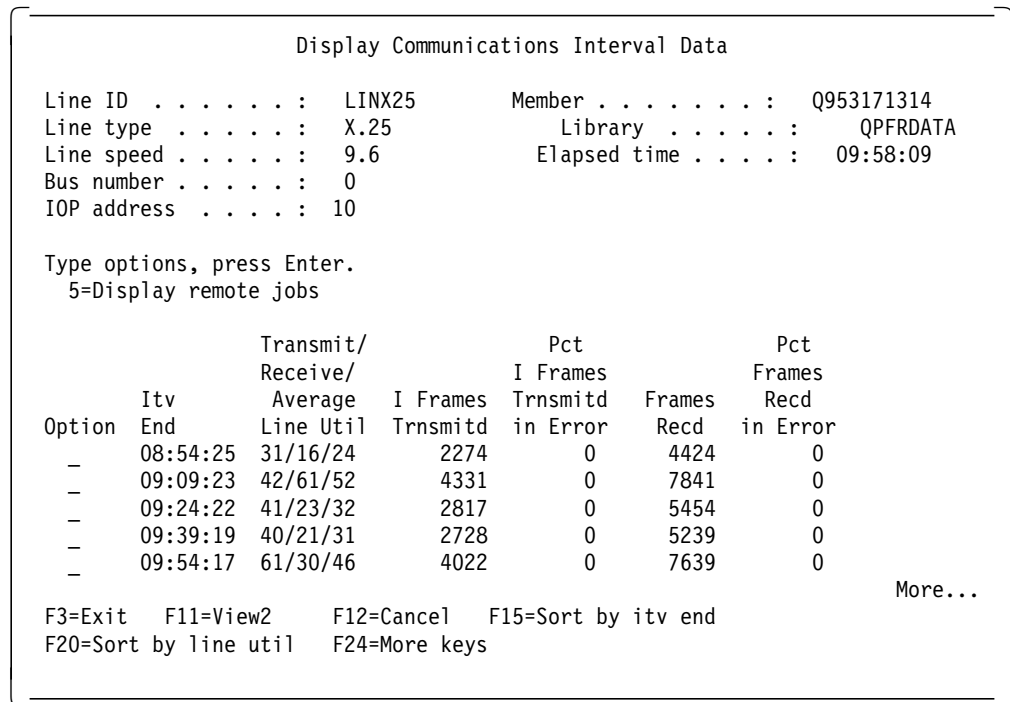 Display Communications Interval Data
Line ID . . . . . . : LINX25 Member . . . . . . . : Q953171314
Line type . . . . . : X.25 Library . . . . . : QPFRDATA
Line speed . . . . . : 9.6 Elapsed time . . . . : 09:58:09
Bus number . . . . . : 0
IOP address . . . . : 10
Type options, press Enter.
5=Display remote jobs
Transmit/ Pct Pct
Receive/ I Frames Frames
Itv Average I Frames Trnsmitd Frames Recd
Option End Line Util Trnsmitd in Error Recd in Error
_ 08:54:25 31/16/24 2274 0 4424 0
_ 09:09:23 42/61/52 4331 0 7841 0
_ 09:24:22 41/23/32 2817 0 5454 0
_ 09:39:19 40/21/31 2728 0 5239 0
_ 09:54:17 61/30/46 4022 0 7639 0
More...
F3=Exit F11=View2 F12=Cancel F15=Sort by itv end
F20=Sort by line util F24=More keys